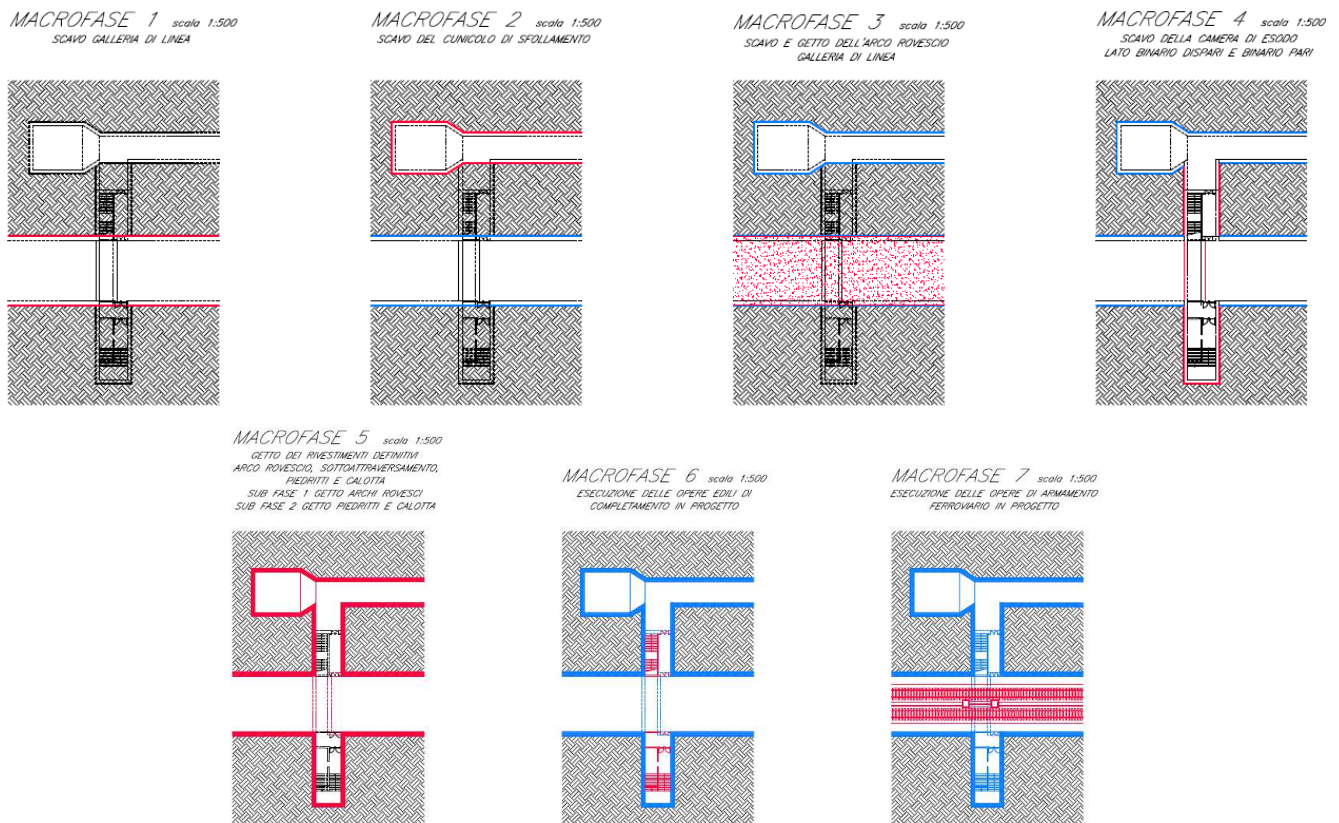 MACROFASE 1 scala 1:500
SCAVO GALLERIA DI LINEA
MACROFASE 2 scala 1:500
SCAVO DEL CUNICOLO DI SFOLLAMENTO
MACROFASE 3 scala 1:500
SCAVO E GETTO DELL'ARCO ROVESCIO
GALLERIA DI LINEA
MACROFASE 4 scala 1:500
SCAVO DELLA CAMERA DI ESODO
LATO BINARIO DISPARI E BINARIO PARI
MACROFASE 5 scala 1:500
GETTO DEI RIVESTIMENTI DEFINITIVI
ARCO ROVESCIO, SOTTOATTRAVERSAMENTO,
PIEDRITTI E CALOTTA
SUB FASE 1 GETTO ARCHI ROVESCI
SUB FASE 2 GETTO PIEDRITTI E CALOTTA
MACROFASE 6 scala 1:500
ESECUZIONE DELLE OPERE EDILI DI
COMPLETAMENTO IN PROGETTO
MACROFASE 7 scala 1:500
ESECUZIONE DELLE OPERE DI ARMAMENTO
FERROVIARIO IN PROGETTO